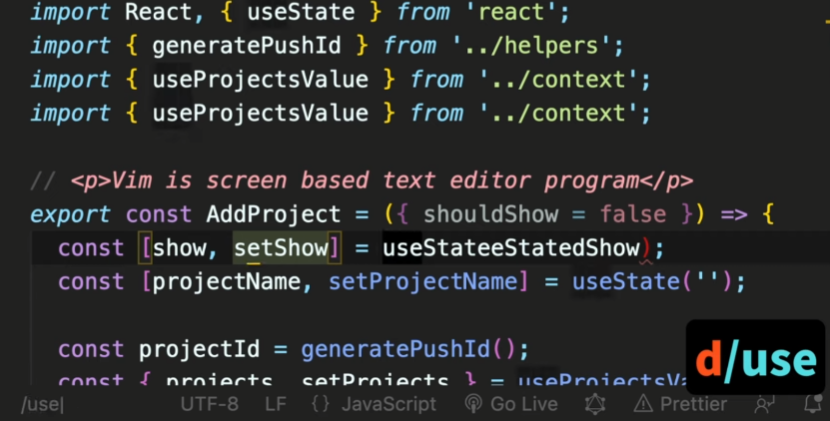 import React, { useState } from 'react';
import { generatePushId } from '../helpers';
import { useProjectsValue } from '../context';
import { useProjectsValue } from '../context';
// <p>Vim is screen based text editor program</p>
export const AddProject = ({ shouldShow = false }) => {
const [show, setShow] = useStateeStatedShow);
const [projectName, setProjectName] = useState('');
const projectId = generatePushId();
const { projects, setProjects } = useProjectsVa
d/use
/use UTF-8 LF {} JavaScript Go Live Prettier